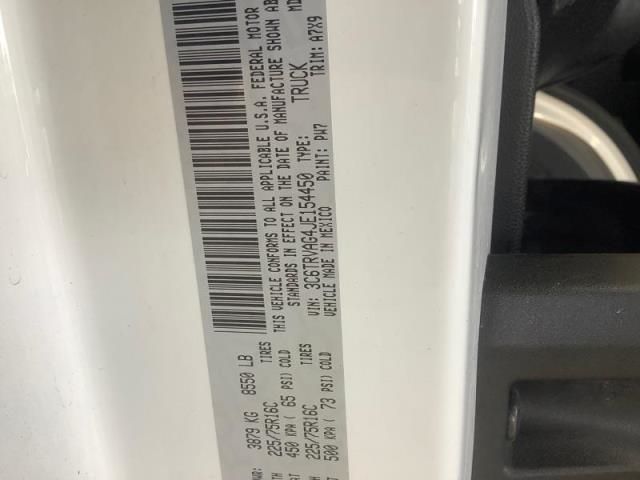 3879 KG 8550 LB
TIRES
225/75R16C
450 KPA ( 65 PSI) COLD
TIRES
225/75R16C
500 KPA ( 73 PSI) COLD
THIS VEHICLE CONFORMS TO ALL APPLICABLE U.S.A. FEDERAL MOTOR
STANDARDS IN EFFECT ON THE DATE OF MANUFACTURE SHOWN AB
VIN: 3C6TRVAG4JE154450 TYPE: TRUCK
VEHICLE MADE IN MEXICO PAINT: PW7 TRIM: A7X9